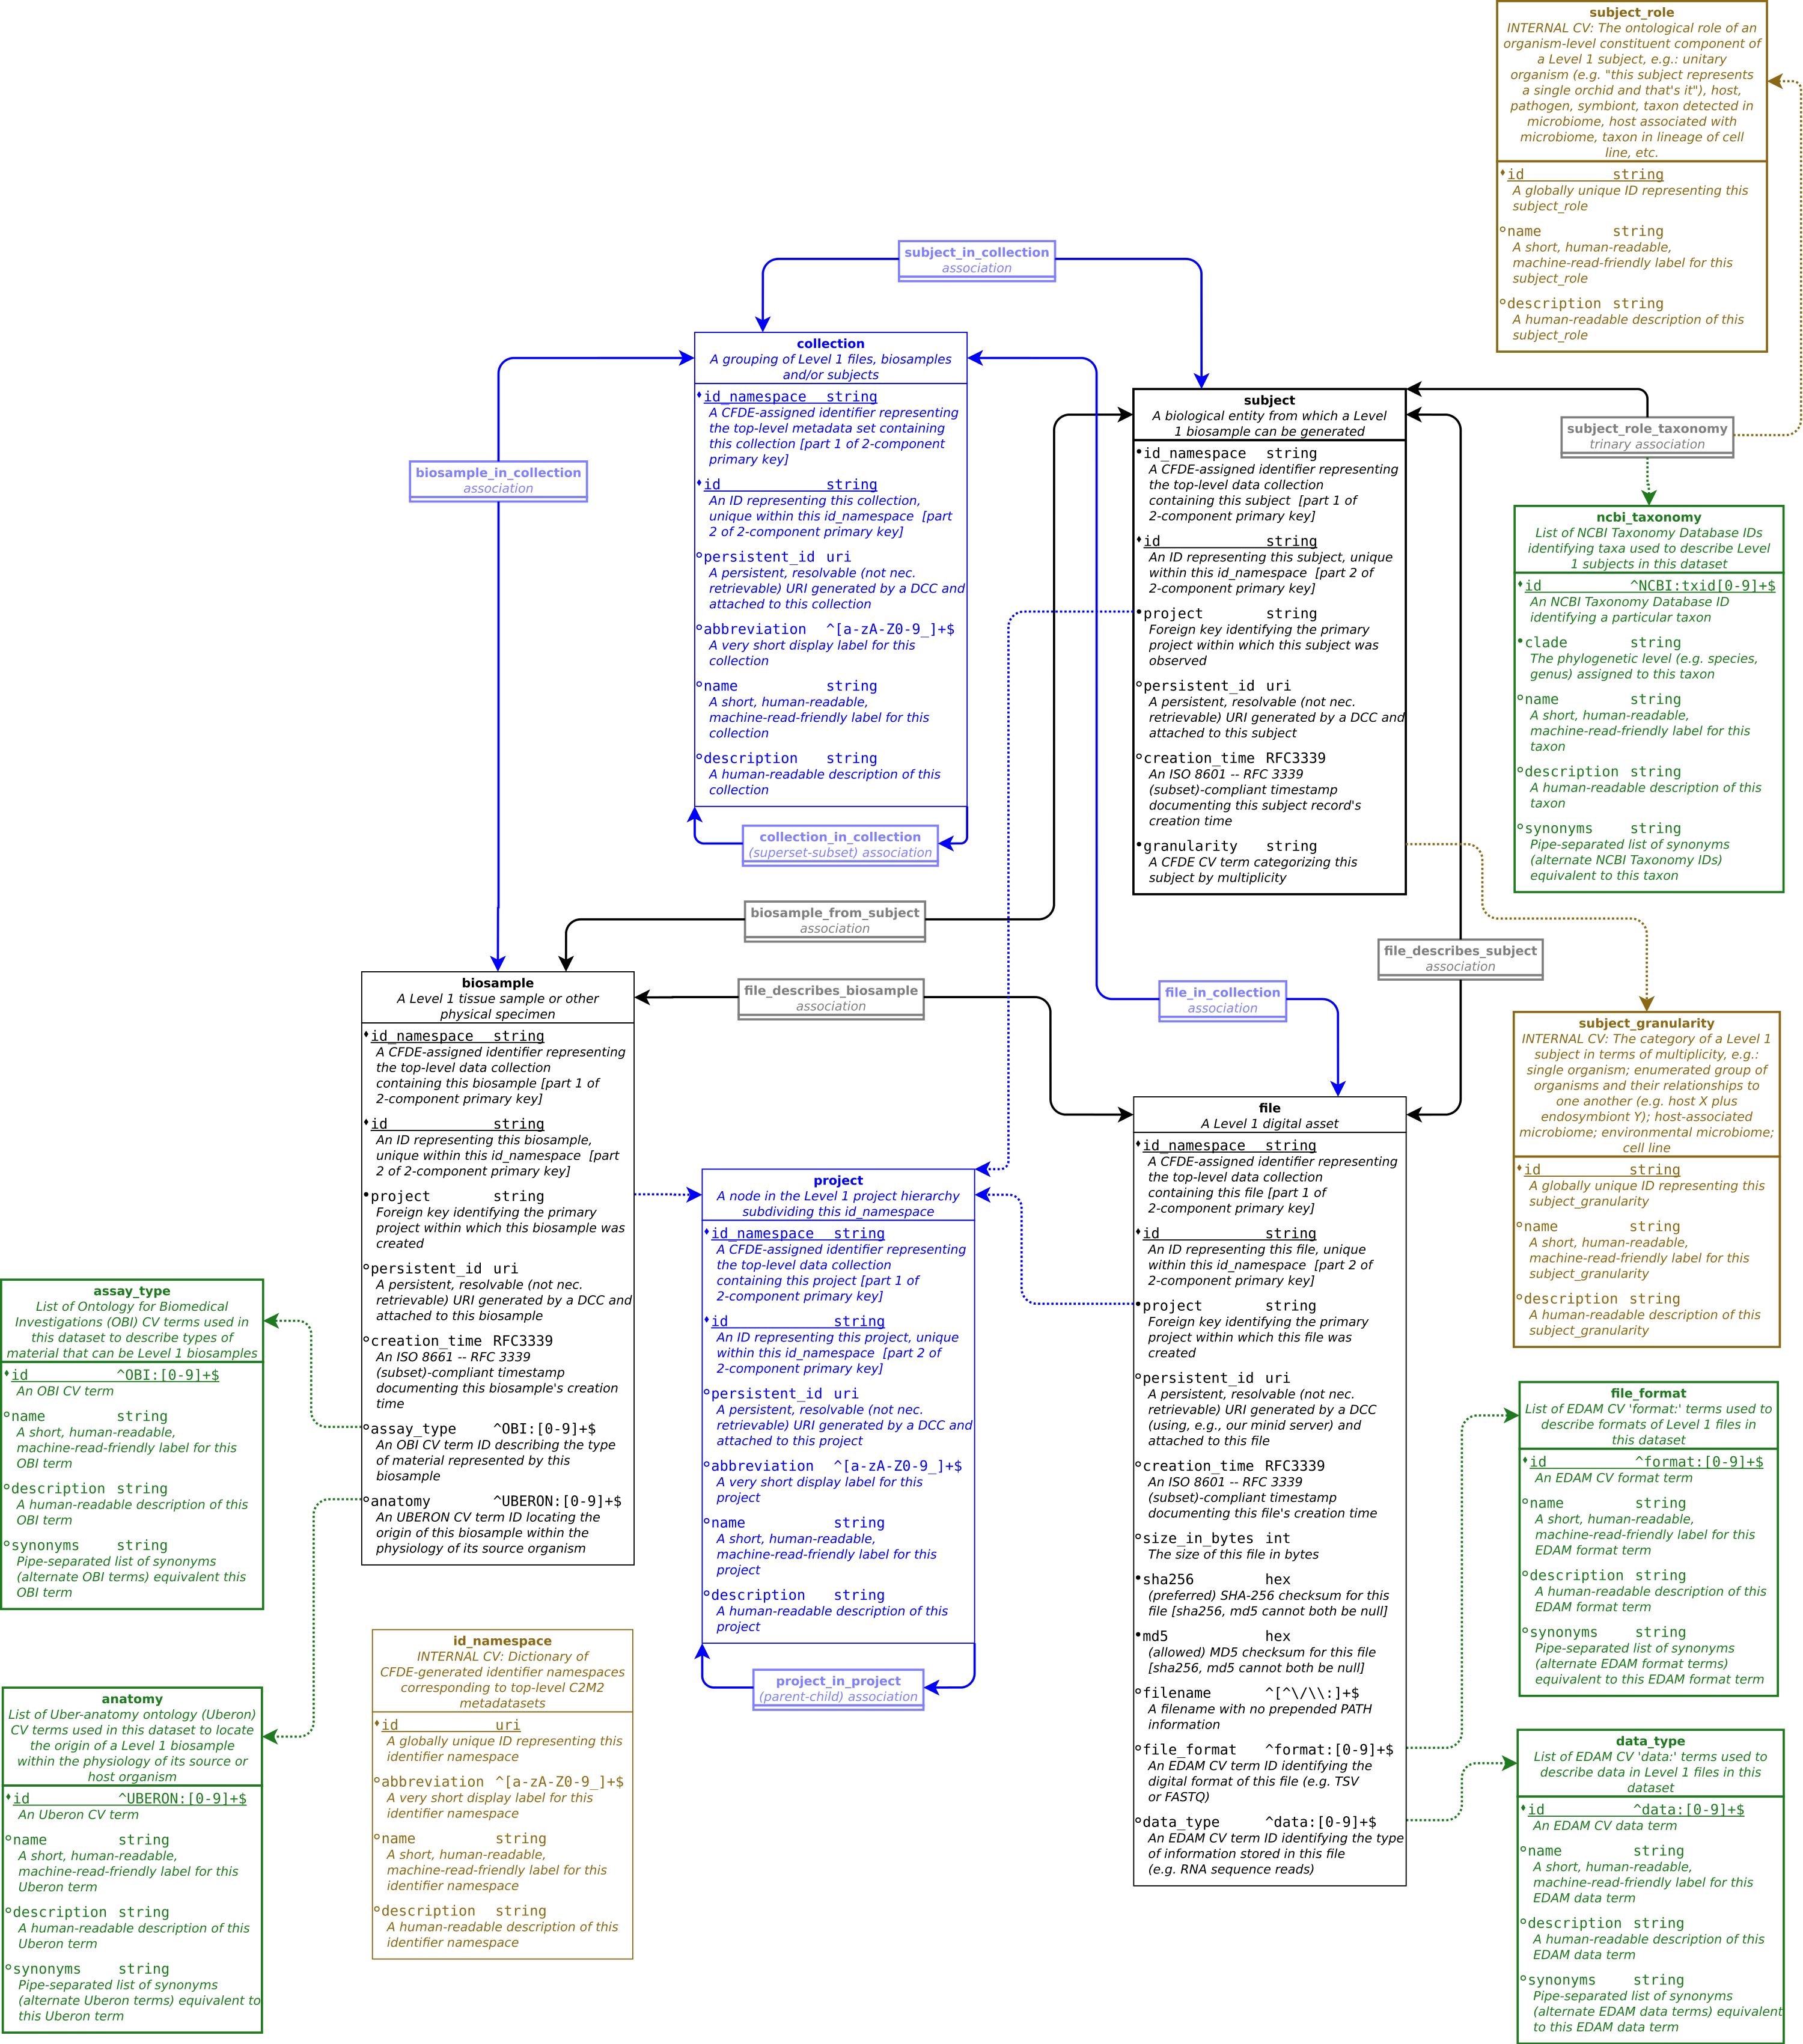 subject_role
INTERNAL CV: The ontological role of an
organism-level constituent component of
a Level 1 subject, e.g.: unitary
organism (e.g. "this subject represents
a single orchid and that's it"), host,
pathogen, symbiont, taxon detected in
microbiome, host associated with
microbiome, taxon in lineage of cell
line, etc.
id string
A globally unique ID representing this
subject_role
name string
A short, human-readable,
machine-read-friendly label for this
subject_role
description string
A human-readable description of this
subject_role
subject_in_collection
association
collection
A grouping of Level 1 files, biosamples
and/or subjects
id_namespace string
A CFDE-assigned identifier representing
the top-level metadata set containing
this collection [part 1 of 2-component
primary key]
id string
An ID representing this collection,
unique within this id_namespace [part
2 of 2-component primary key]
persistent_id uri
A persistent, resolvable (not nec.
retrievable) URI generated by a DCC and
attached to this collection
abbreviation ^[a-zA-Z0-9_]+$
A very short display label for this
collection
name string
A short, human-readable,
machine-read-friendly label for this
collection
description string
A human-readable description of this
collection
collection_in_collection
(superset-subset) association
biosample_in_collection
association
subject
A biological entity from which a Level
1 biosample can be generated
id_namespace string
A CFDE-assigned identifier representing
the top-level data collection
containing this subject [part 1 of
2-component primary key]
id string
An ID representing this subject, unique
within this id_namespace [part 2 of
2-component primary key]
project string
Foreign key identifying the primary
project within which this subject was
observed
persistent_id uri
A persistent, resolvable (not nec.
retrievable) URI generated by a DCC and
attached to this subject
creation_time RFC3339
An ISO 8601 -- RFC 3339
(subset)-compliant timestamp
documenting this subject record's
creation time
granularity string
A CFDE CV term categorizing this
subject by multiplicity
subject_role_taxonomy
trinary association
ncbi_taxonomy
List of NCBI Taxonomy Database IDs
identifying taxa used to describe Level
1 subjects in this dataset
id ^NCBI:txid[0-9]+$
An NCBI Taxonomy Database ID
identifying a particular taxon
clade string
The phylogenetic level (e.g. species,
genus) assigned to this taxon
name string
A short, human-readable,
machine-read-friendly label for this
taxon
description string
A human-readable description of this
taxon
synonyms string
Pipe-separated list of synonyms
(alternate NCBI Taxonomy IDs)
equivalent to this taxon
biosample_from_subject
association
file_describes_biosample
association
file_in_collection
association
file_describes_subject
association
biosample
A Level 1 tissue sample or other
physical specimen
id_namespace string
A CFDE-assigned identifier representing
the top-level data collection
containing this biosample [part 1 of
2-component primary key]
id string
An ID representing this biosample,
unique within this id_namespace [part
2 of 2-component primary key]
project string
Foreign key identifying the primary
project within which this biosample was
created
persistent_id uri
A persistent, resolvable (not nec.
retrievable) URI generated by a DCC and
attached to this biosample
creation_time RFC3339
An ISO 8661 -- RFC 3339
(subset)-compliant timestamp
documenting this biosample's creation
time
assay_type ^OBI:[0-9]+$
An OBI CV term ID describing the type
of material represented by this
biosample
anatomy ^UBERON:[0-9]+$
An UBERON CV term ID locating the
origin of this biosample within the
physiology of its source organism
project
A node in the Level 1 project hierarchy
subdividing this id_namespace
id_namespace string
A CFDE-assigned identifier representing
the top-level data collection
containing this project [part 1 of
2-component primary key]
id string
An ID representing this project, unique
within this id_namespace [part 2 of
2-component primary key]
persistent_id uri
A persistent, resolvable (not nec.
retrievable) URI generated by a DCC and
attached to this project
abbreviation ^[a-zA-Z0-9_]+$
A very short display label for this
project
name string
A short, human-readable,
machine-read-friendly label for this
project
description string
A human-readable description of this
project
project_in_project
(parent-child) association
file
A Level 1 digital asset
id_namespace string
A CFDE-assigned identifier representing
the top-level data collection
containing this file [part 1 of
2-component primary key]
id string
An ID representing this file, unique
within this id_namespace [part 2 of
2-component primary key]
project string
Foreign key identifying the primary
project within which this file was
created
persistent_id uri
A persistent, resolvable (not nec.
retrievable) URI generated by a DCC
(using, e.g., our minid server) and
attached to this file
creation_time RFC3339
An ISO 8601 -- RFC 3339
(subset)-compliant timestamp
documenting this file's creation time
size_in_bytes int
The size of this file in bytes
sha256 hex
(preferred) SHA-256 checksum for this
file [sha256, md5 cannot both be null]
md5 hex
(allowed) MD5 checksum for this file
[sha256, md5 cannot both be null]
filename ^[^\/\\:]+$
A filename with no prepended PATH
information
file_format ^format:[0-9]+$
An EDAM CV term ID identifying the
digital format of this file (e.g. TSV
or FASTQ)
data_type ^data:[0-9]+$
An EDAM CV term ID identifying the type
of information stored in this file
(e.g. RNA sequence reads)
subject_granularity
INTERNAL CV: The category of a Level 1
subject in terms of multiplicity, e.g.:
single organism; enumerated group of
organisms and their relationships to
one another (e.g. host X plus
endosymbiont Y); host-associated
microbiome; environmental microbiome;
cell line
id string
A globally unique ID representing this
subject_granularity
name string
A short, human-readable,
machine-read-friendly label for this
subject_granularity
description string
A human-readable description of this
subject_granularity
assay_type
List of Ontology for Biomedical
Investigations (OBI) CV terms used in
this dataset to describe types of
material that can be Level 1 biosamples
id ^OBI:[0-9]+$
An OBI CV term
name string
A short, human-readable,
machine-read-friendly label for this
OBI term
description string
A human-readable description of this
OBI term
synonyms string
Pipe-separated list of synonyms
(alternate OBI terms) equivalent this
OBI term
file_format
List of EDAM CV 'format:' terms used to
describe formats of Level 1 files in
this dataset
id ^format:[0-9]+$
An EDAM CV format term
name string
A short, human-readable,
machine-read-friendly label for this
EDAM format term
description string
A human-readable description of this
EDAM format term
synonyms string
Pipe-separated list of synonyms
(alternate EDAM format terms)
equivalent to this EDAM format term
id_namespace
INTERNAL CV: Dictionary of
CFDE-generated identifier namespaces
corresponding to top-level C2M2
metadatasets
id uri
A globally unique ID representing this
identifier namespace
abbreviation ^[a-zA-Z0-9_]+$
A very short display label for this
identifier namespace
name string
A short, human-readable,
machine-read-friendly label for this
identifier namespace
description string
A human-readable description of this
identifier namespace
anatomy
List of Uber-anatomy ontology (Uberon)
CV terms used in this dataset to locate
the origin of a Level 1 biosample
within the physiology of its source or
host organism
id ^UBERON:[0-9]+$
An Uberon CV term
name string
A short, human-readable,
machine-read-friendly label for this
Uberon term
description string
A human-readable description of this
Uberon term
synonyms string
Pipe-separated list of synonyms
(alternate Uberon terms) equivalent to
this Uberon term
data_type
List of EDAM CV 'data:' terms used to
describe data in Level 1 files in this
dataset
id ^data:[0-9]+$
An EDAM CV data term
name string
A short, human-readable,
machine-read-friendly label for this
EDAM data term
description string
A human-readable description of this
EDAM data term
synonyms string
Pipe-separated list of synonyms
(alternate EDAM data terms) equivalent
to this EDAM data term